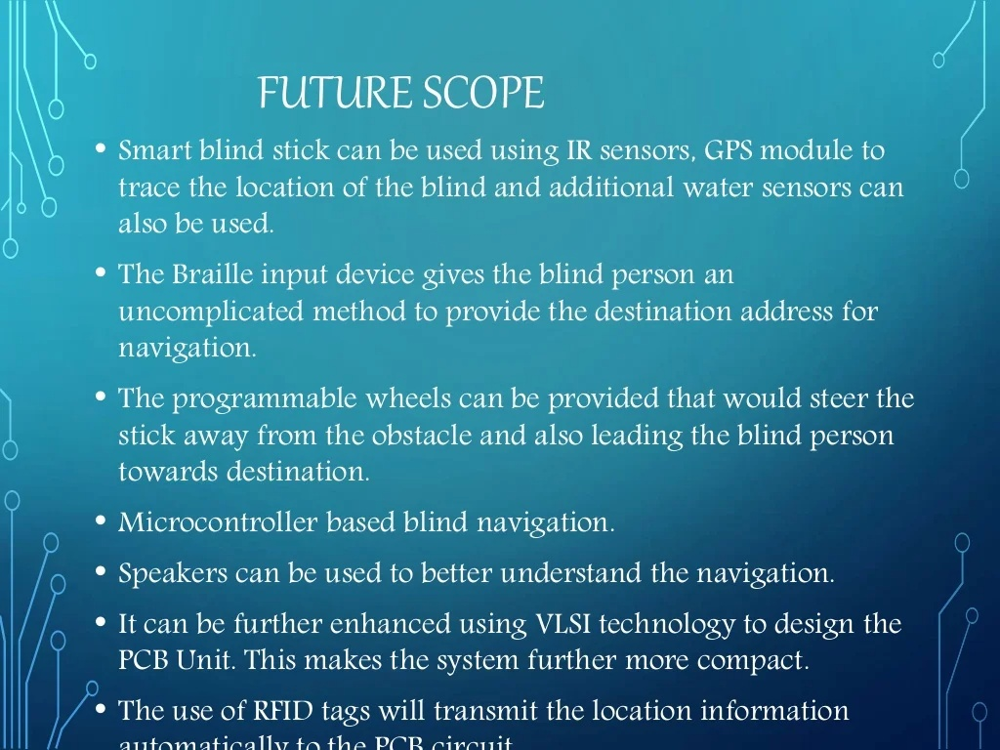 FUTURE SCOPE
• Smart blind stick can be used using IR sensors, GPS module to
trace the location of the blind and additional water sensors can
also be used.
• The Braille input device gives the blind person an
uncomplicated method to provide the destination address for
navigation.
• The programmable wheels can be provided that would steer the
stick away from the obstacle and also leading the blind person
towards destination.
• Microcontroller based blind navigation.
• Speakers can be used to better understand the navigation.
• It can be further enhanced using VLSI technology to design the
PCB Unit. This makes the system further more compact.
• The use of RFID tags will transmit the location information
automatically to the PCB circuit